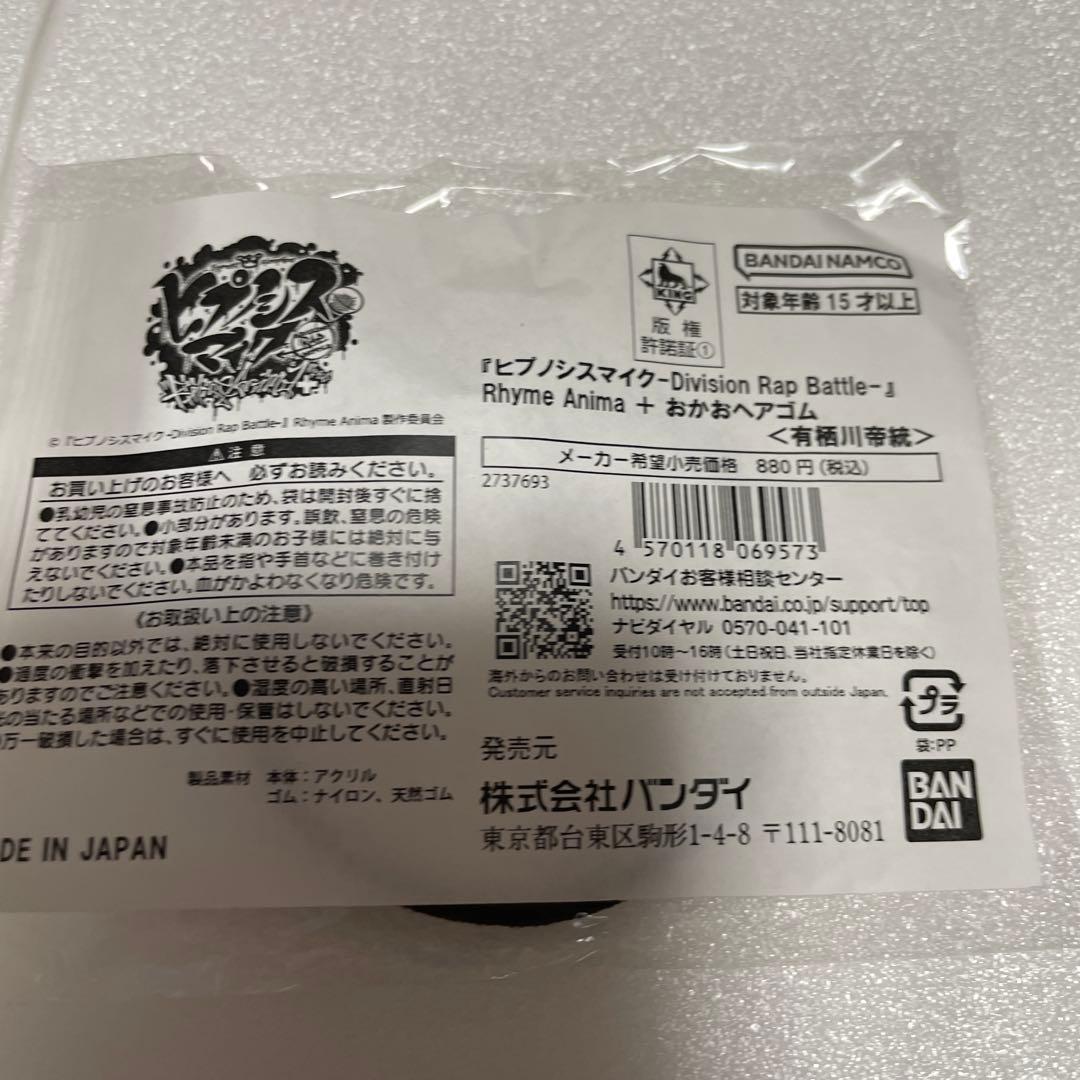 ヒプノシス
マイク
© 『ヒプノシスマイク-Division Rap Battle-』 Rhyme Anima 製作委員会
⚠注意
お買い上げのお客様へ 必ずお読みください。
●乳幼児の窒息事故防止のため、袋は開封後すぐに捨
ててください。●小部分があります。誤飲、窒息の危険
がありますので対象年齢未満のお子様には絶対に与
えないでください。●本品を指や手首などに巻き付け
たりしないでください。血がかよわなくなり危険です。
《お取扱い上の注意》
●本来の目的以外では、絶対に使用しないでください。
●過度の衝撃を加えたり、落下させると破損することが
ありますのでご注意ください。●湿度の高い場所、直射日
光の当たる場所などでの使用・保管はしないでください。
万一破損した場合は、すぐに使用を中止してください。
製品素材 本体：アクリル
ゴム：ナイロン、天然ゴム
DE IN JAPAN
KING
版権
許諾証①
BANDAI NAMCO
対象年齢 15 才以上
『ヒプノシスマイク-Division Rap Battle-』
Rhyme Anima ＋ おかおヘアゴム
＜有栖川帝統＞
メーカー希望小売価格 880円（税込）
2737693
4 570118 069573
バンダイお客様相談センター
https://www.bandai.co.jp/support/top
ナビダイヤル 0570-041-101
受付10時～16時（土日祝日、当社指定休業日を除く）
海外からのお問い合わせは受け付けておりません。
Customer service inquiries are not accepted from outside Japan.
プラ
袋:PP
発売元
株式会社バンダイ
東京都台東区駒形1-4-8 〒111-8081
BAN
DAI